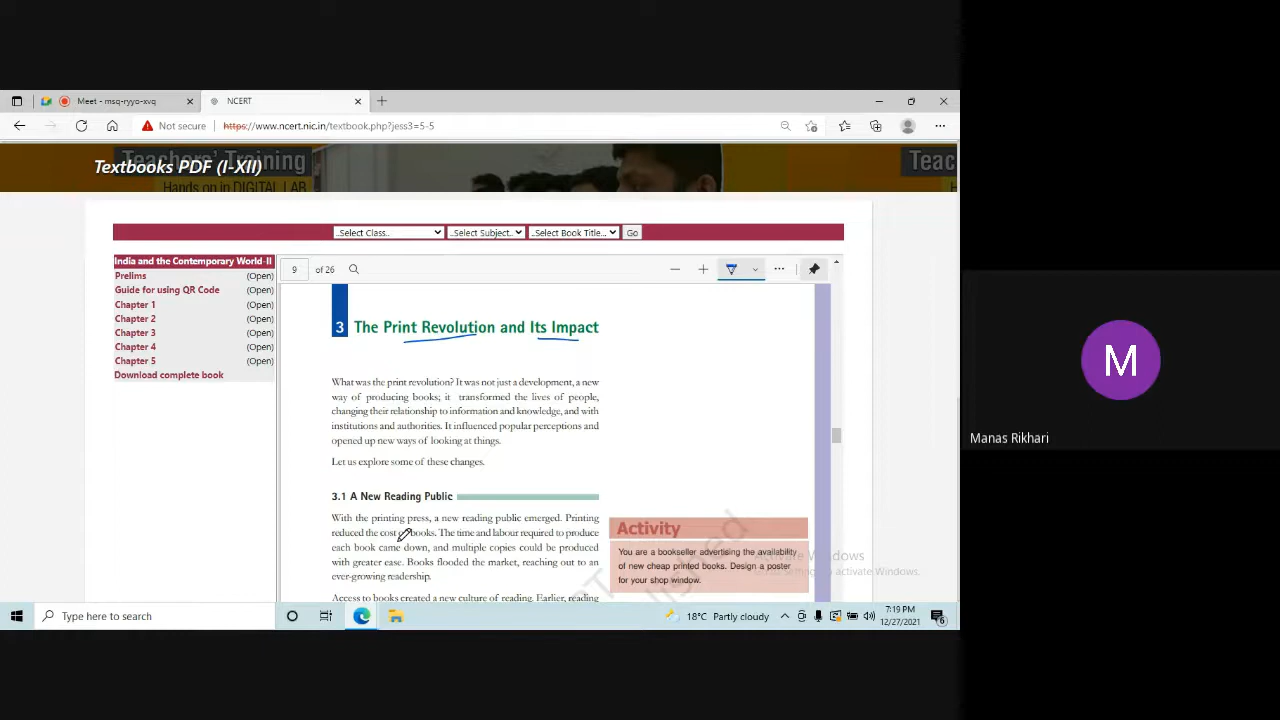 Meet - msq-ryyo-xvq
NCERT
Not secure
https://www.ncert.nic.in/textbook.php?jess3=5-5
Teachers' Training
Textbooks PDF (I-XII)
Hands on in DIGITAL LAB
Teac
..Select Class..
..Select Subject..
..Select Book Title...
Go
India and the Contemporary World-II
Prelims (Open)
Guide for using QR Code (Open)
Chapter 1 (Open)
Chapter 2 (Open)
Chapter 3 (Open)
Chapter 4 (Open)
Chapter 5 (Open)
Download complete book
9 of 26
3 The Print Revolution and Its Impact
What was the print revolution? It was not just a development, a new
way of producing books; it transformed the lives of people,
changing their relationship to information and knowledge, and with
institutions and authorities. It influenced popular perceptions and
opened up new ways of looking at things.
Let us explore some of these changes.
3.1 A New Reading Public
With the printing press, a new reading public emerged. Printing
reduced the cost of books. The time and labour required to produce
each book came down, and multiple copies could be produced
with greater ease. Books flooded the market, reaching out to an
ever-growing readership.
Access to books created a new culture of reading. Earlier, reading
Activity
You are a bookseller advertising the availability
of new cheap printed books. Design a poster
for your shop window.
Activate Windows
activate Windows.
Type here to search
18°C Partly cloudy
7:19 PM
12/27/2021
6
M
Manas Rikhari